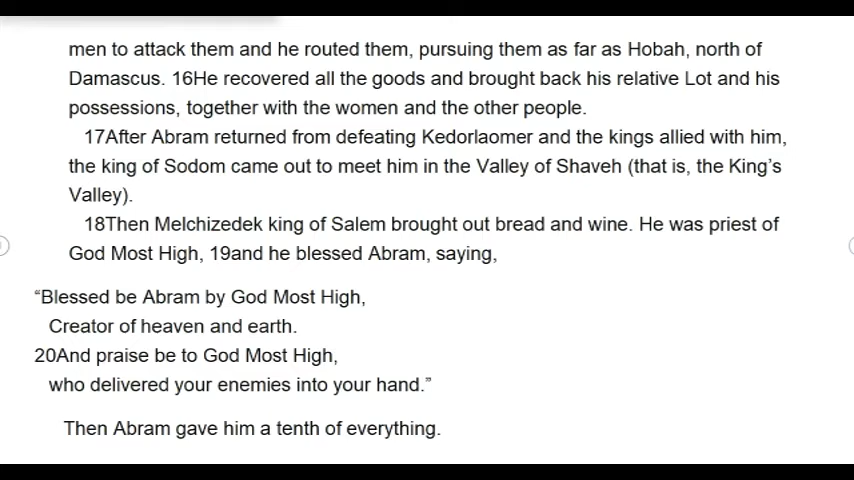 men to attack them and he routed them, pursuing them as far as Hobah, north of
Damascus. 16He recovered all the goods and brought back his relative Lot and his
possessions, together with the women and the other people.
17After Abram returned from defeating Kedorlaomer and the kings allied with him,
the king of Sodom came out to meet him in the Valley of Shaveh (that is, the King’s
Valley).
18Then Melchizedek king of Salem brought out bread and wine. He was priest of
God Most High, 19and he blessed Abram, saying,
“Blessed be Abram by God Most High,
Creator of heaven and earth.
20And praise be to God Most High,
who delivered your enemies into your hand.”
Then Abram gave him a tenth of everything.